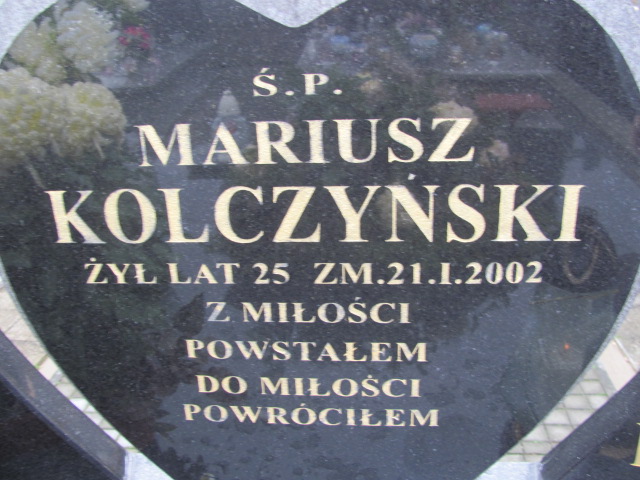 Ś.P.
MARIUSZ
KOLCZYŃSKI
ŻYŁ LAT 25 ZM.21.I.2002
Z MIŁOŚCI
POWSTAŁEM
DO MIŁOŚCI
POWRÓCIŁEM